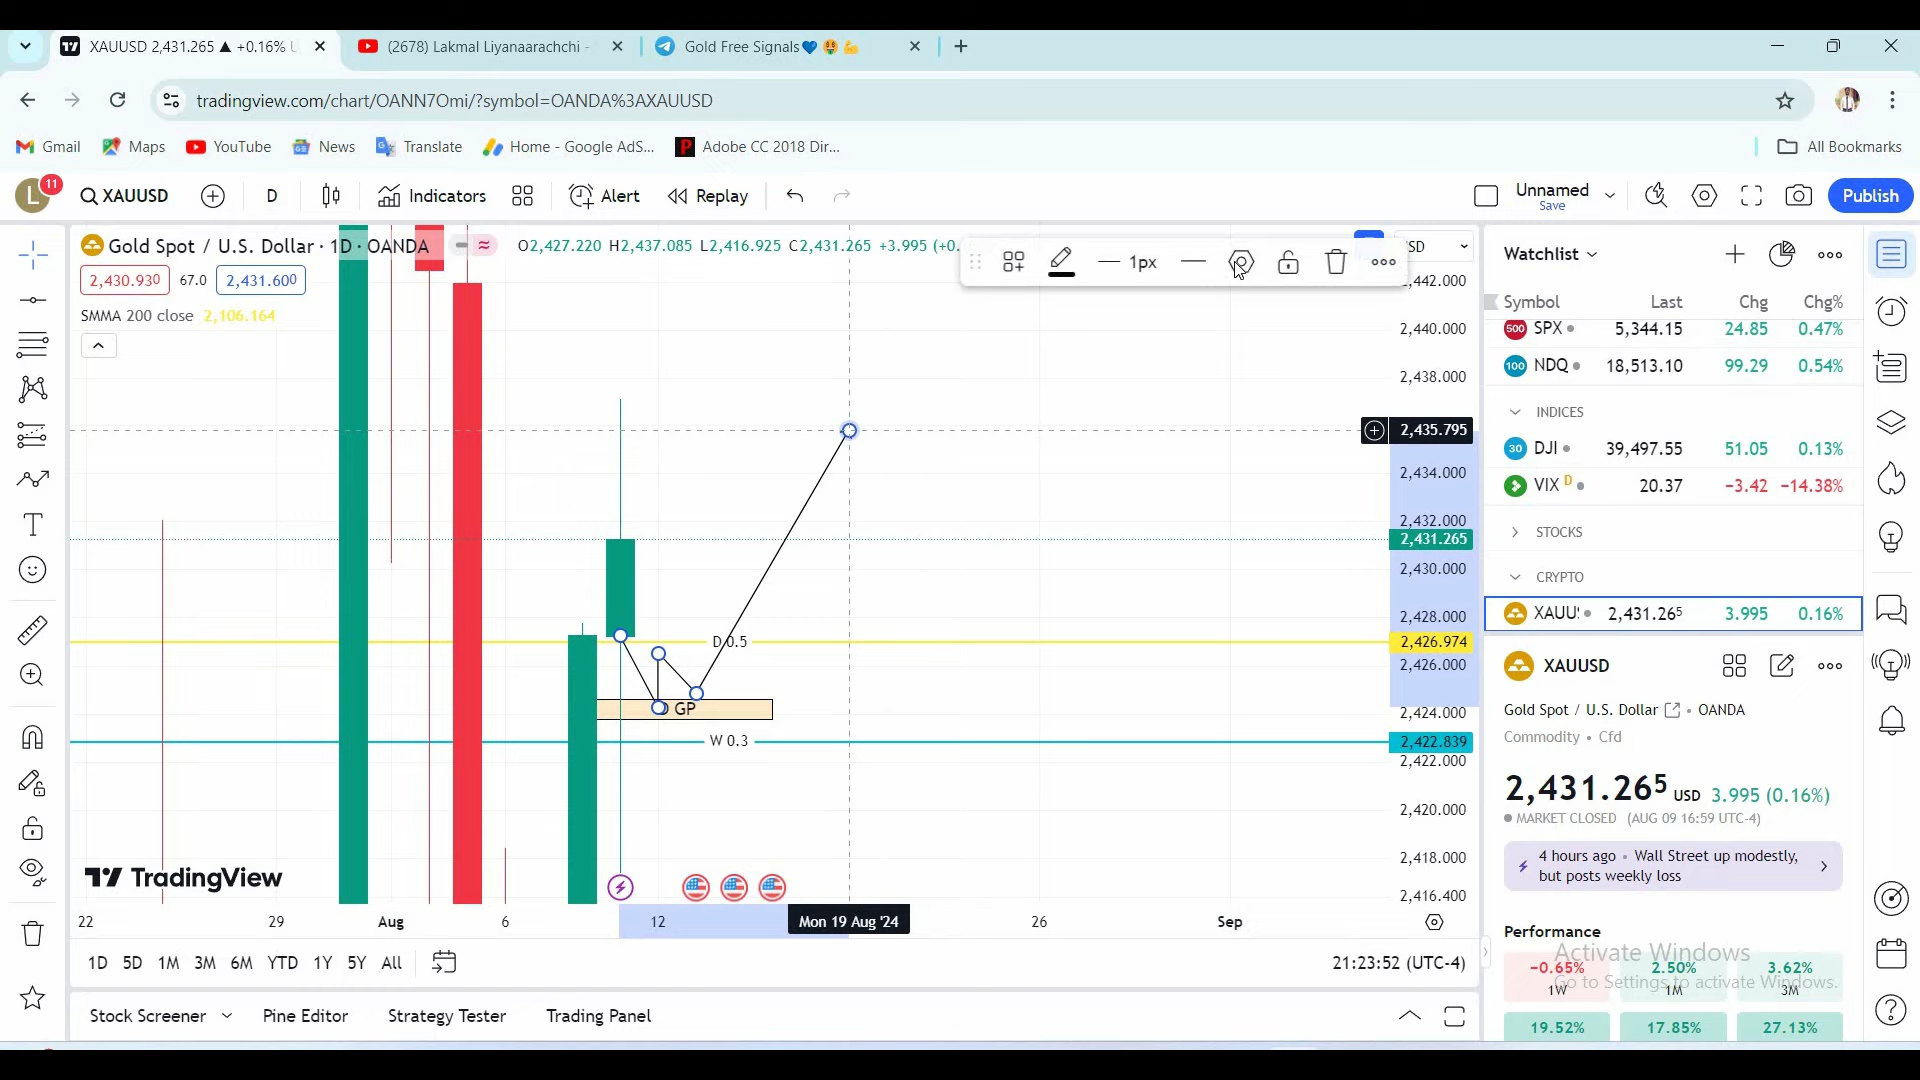 XAUUSD 2,431.265 ▲ +0.16% U
(2678) Lakmal Liyanaarachchi -
Gold Free Signals💙 🤑 💪
tradingview.com/chart/OANN7Omi/?symbol=OANDA%3AXAUUSD
Gmail Maps YouTube News Translate Home - Google AdS... Adobe CC 2018 Dir... All Bookmarks
L 11 XAUUSD D Indicators Alert Replay Unnamed Save Publish
Gold Spot / U.S. Dollar · 1D · OANDA O2,427.220 H2,437.085 L2,416.925 C2,431.265 +3.995 (+0.
1px
SD
2,430.930 67.0 2,431.600
SMMA 200 close 2,106.164
2,442.000
2,440.000
2,438.000
2,435.795
2,434.000
2,432.000
2,431.265
2,430.000
2,428.000
D 0.5 2,426.974
2,426.000
GP
2,424.000
W 0.3 2,422.839
2,422.000
2,420.000
2,418.000
2,416.400
TradingView
22 29 Aug 6 12 Mon 19 Aug '24 26 Sep
1D 5D 1M 3M 6M YTD 1Y 5Y All 21:23:52 (UTC-4)
Stock Screener Pine Editor Strategy Tester Trading Panel
Watchlist
Symbol Last Chg Chg%
500 SPX 5,344.15 24.85 0.47%
100 NDQ 18,513.10 99.29 0.54%
INDICES
30 DJI 39,497.55 51.05 0.13%
VIX D 20.37 −3.42 −14.38%
STOCKS
CRYPTO
XAUU 2,431.265 3.995 0.16%
XAUUSD
Gold Spot / U.S. Dollar • OANDA
Commodity • Cfd
2,431.265 USD 3.995 (0.16%)
MARKET CLOSED (AUG 09 16:59 UTC-4)
4 hours ago • Wall Street up modestly,
but posts weekly loss
Performance
Activate Windows
Go to Settings to activate Windows.
−0.65% 2.50% 3.62%
1W 1M 3M
19.52% 17.85% 27.13%